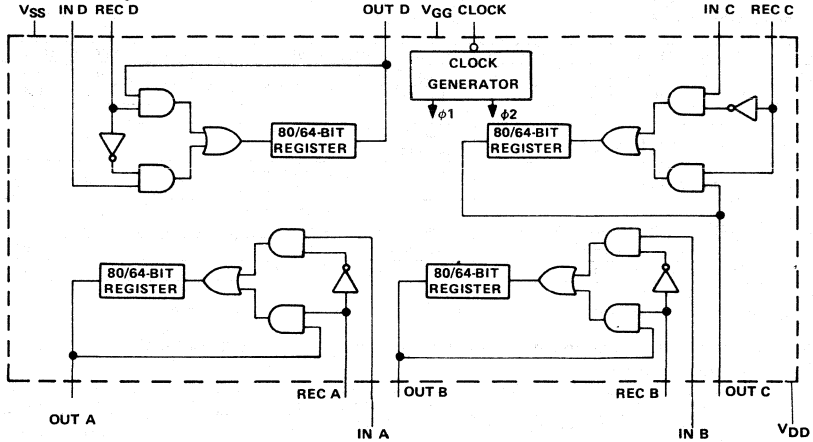 VSS IN D REC D OUT D VGG CLOCK IN C REC C
CLOCK
GENERATOR
ϕ1 ϕ2
80/64-BIT
REGISTER
80/64-BIT
REGISTER
80/64-BIT
REGISTER
80/64-BIT
REGISTER
REC A OUT B REC B OUT C
OUT A
IN A IN B VDD